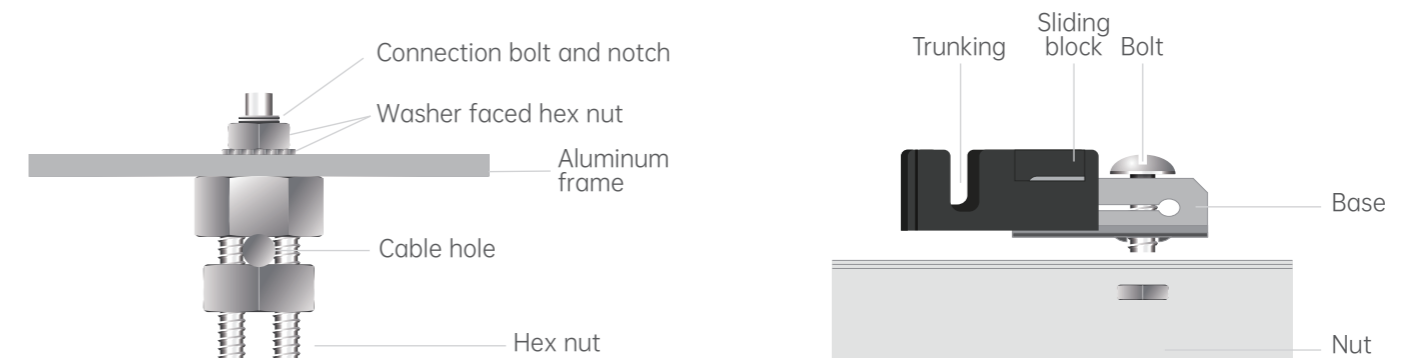 Connection bolt and notch
Washer faced hex nut
Aluminum
frame
Cable hole
Hex nut
Sliding
Trunking block Bolt
Base
Nut